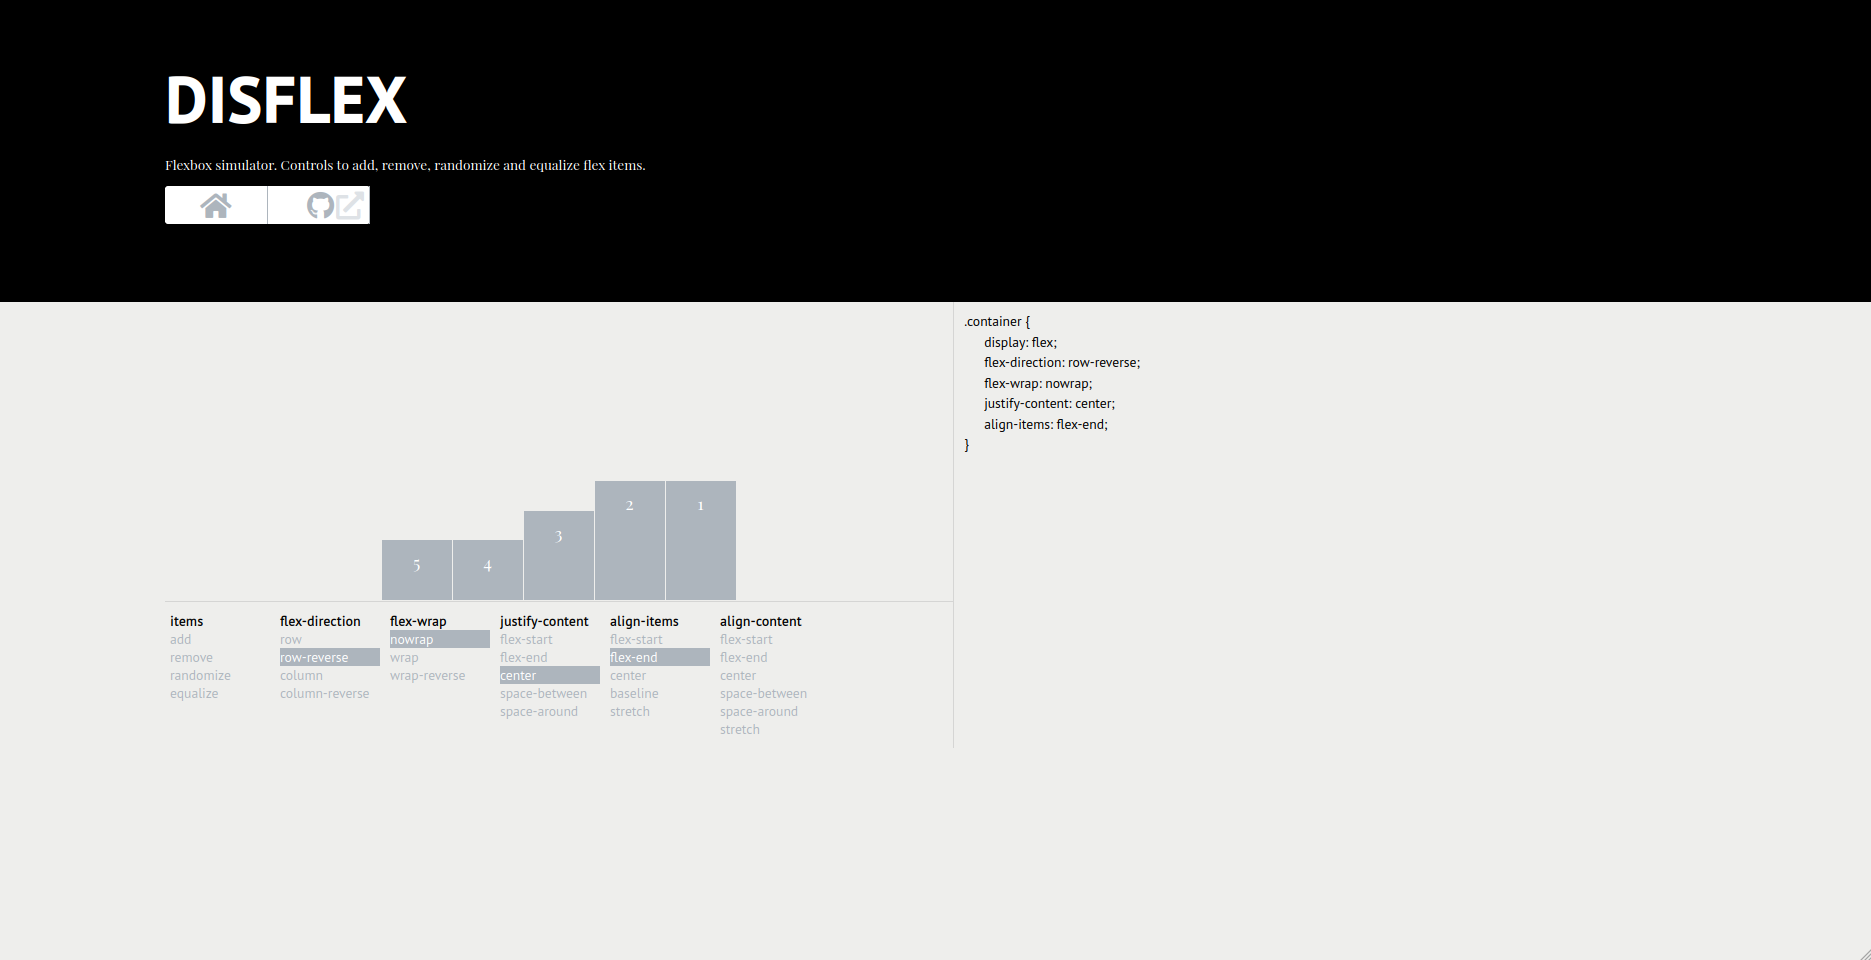 DISFLEX
Flexbox simulator. Controls to add, remove, randomize and equalize flex items.
5 4 3 2 1
items
add
remove
randomize
equalize
flex-direction
row
row-reverse
column
column-reverse
flex-wrap
nowrap
wrap
wrap-reverse
justify-content
flex-start
flex-end
center
space-between
space-around
align-items
flex-start
flex-end
center
baseline
stretch
align-content
flex-start
flex-end
center
space-between
space-around
stretch
.container {
display: flex;
flex-direction: row-reverse;
flex-wrap: nowrap;
justify-content: center;
align-items: flex-end;
}